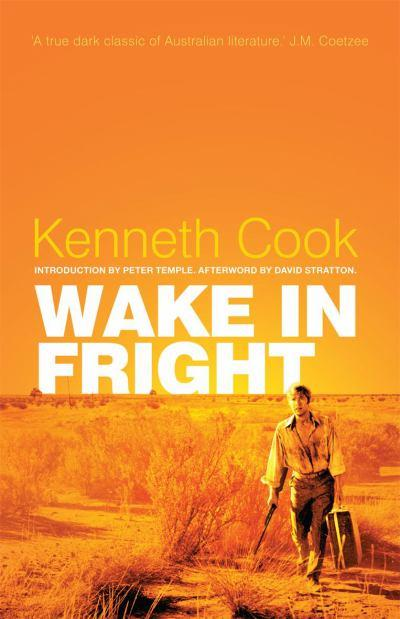 'A true dark classic of Australian literature.' J.M. Coetzee
Kenneth Cook
INTRODUCTION BY PETER TEMPLE. AFTERWORD BY DAVID STRATTON.
WAKE IN
FRIGHT